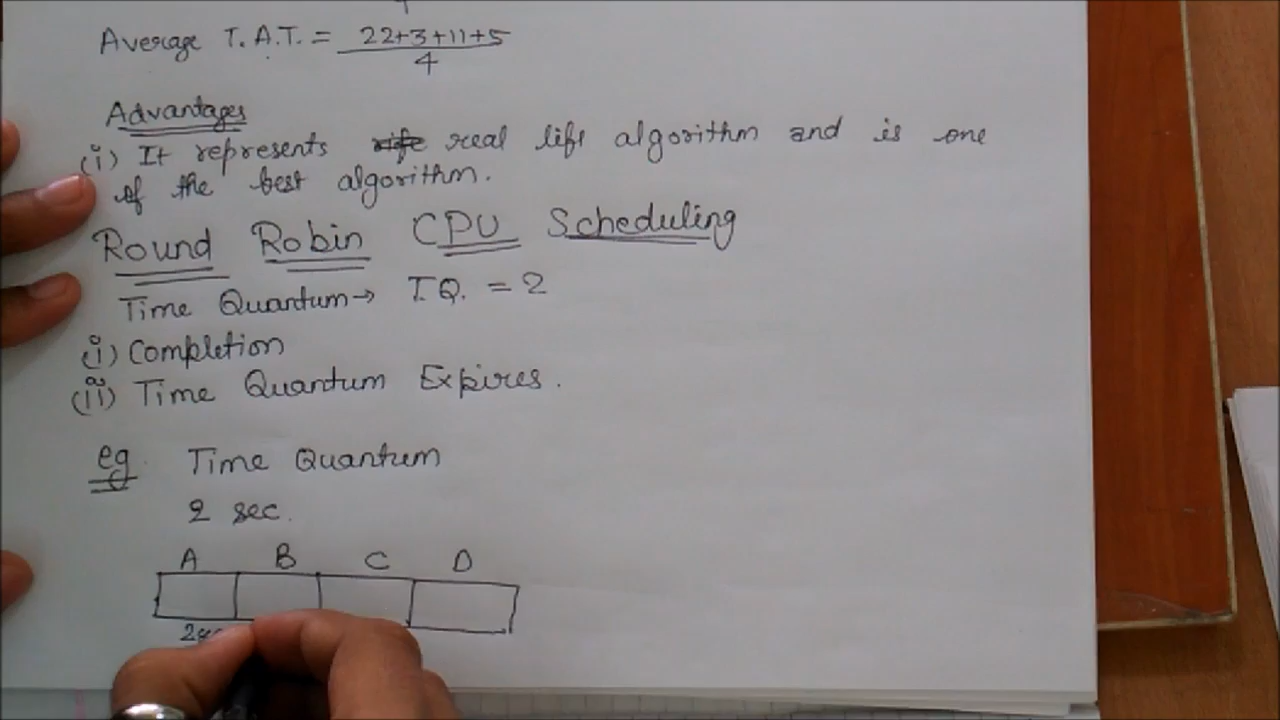 Average T.A.T. = 22+3+11+5
4
Advantages
(i) It represents real life algorithm and is one
of the best algorithm.
Round Robin CPU Scheduling
Time Quantum→ T.Q. = 2
(i) Completion
(ii) Time Quantum Expires.
eg. Time Quantum
2 sec.
A B C D